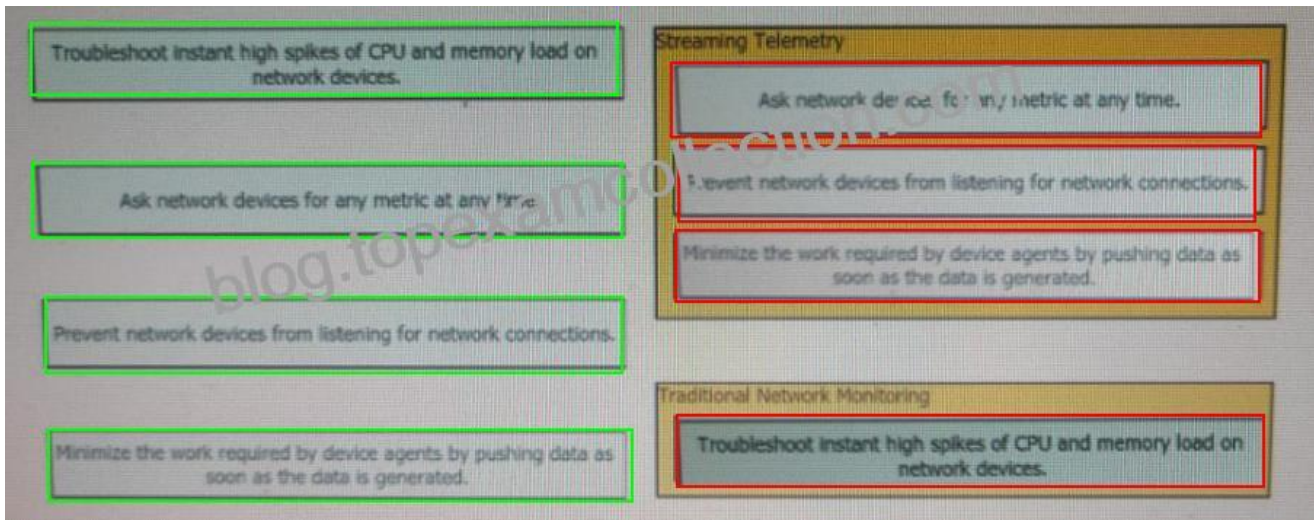 Troubleshoot instant high spikes of CPU and memory load on
network devices.
Ask network devices for any metric at any time.
Prevent network devices from listening for network connections.
Minimize the work required by device agents by pushing data as
soon as the data is generated.
Streaming Telemetry
Ask network devices for any metric at any time.
Prevent network devices from listening for network connections.
Minimize the work required by device agents by pushing data as
soon as the data is generated.
Traditional Network Monitoring
Troubleshoot instant high spikes of CPU and memory load on
network devices.
blog.topexamcollection.com